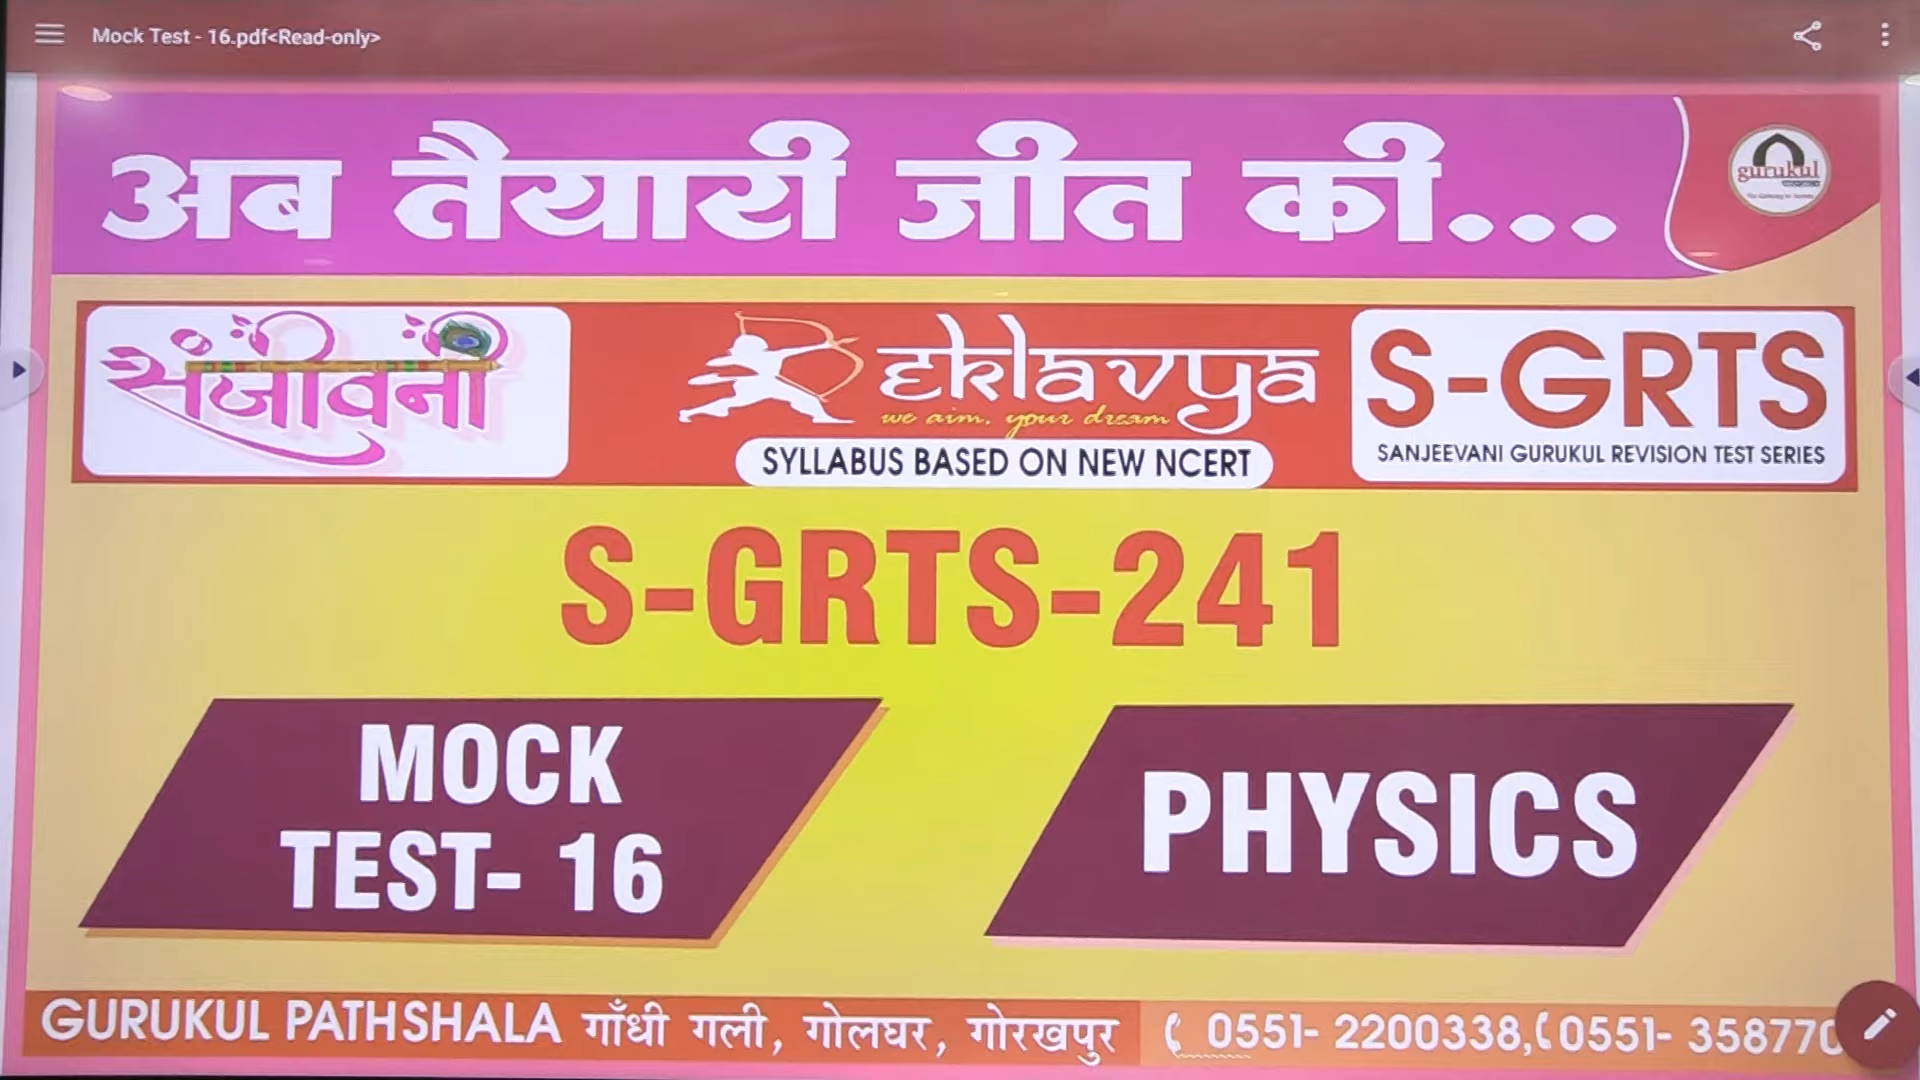 Mock Test - 16.pdf<Read-only>
अब तैयारी जीत की...
gurukul
संजीवनी
eklavya
we aim. your dream
SYLLABUS BASED ON NEW NCERT
S-GRTS
SANJEEVANI GURUKUL REVISION TEST SERIES
S-GRTS-241
MOCK
TEST- 16
PHYSICS
GURUKUL PATHSHALA गाँधी गली, गोलघर, गोरखपुर
0551- 2200338, 0551- 358770